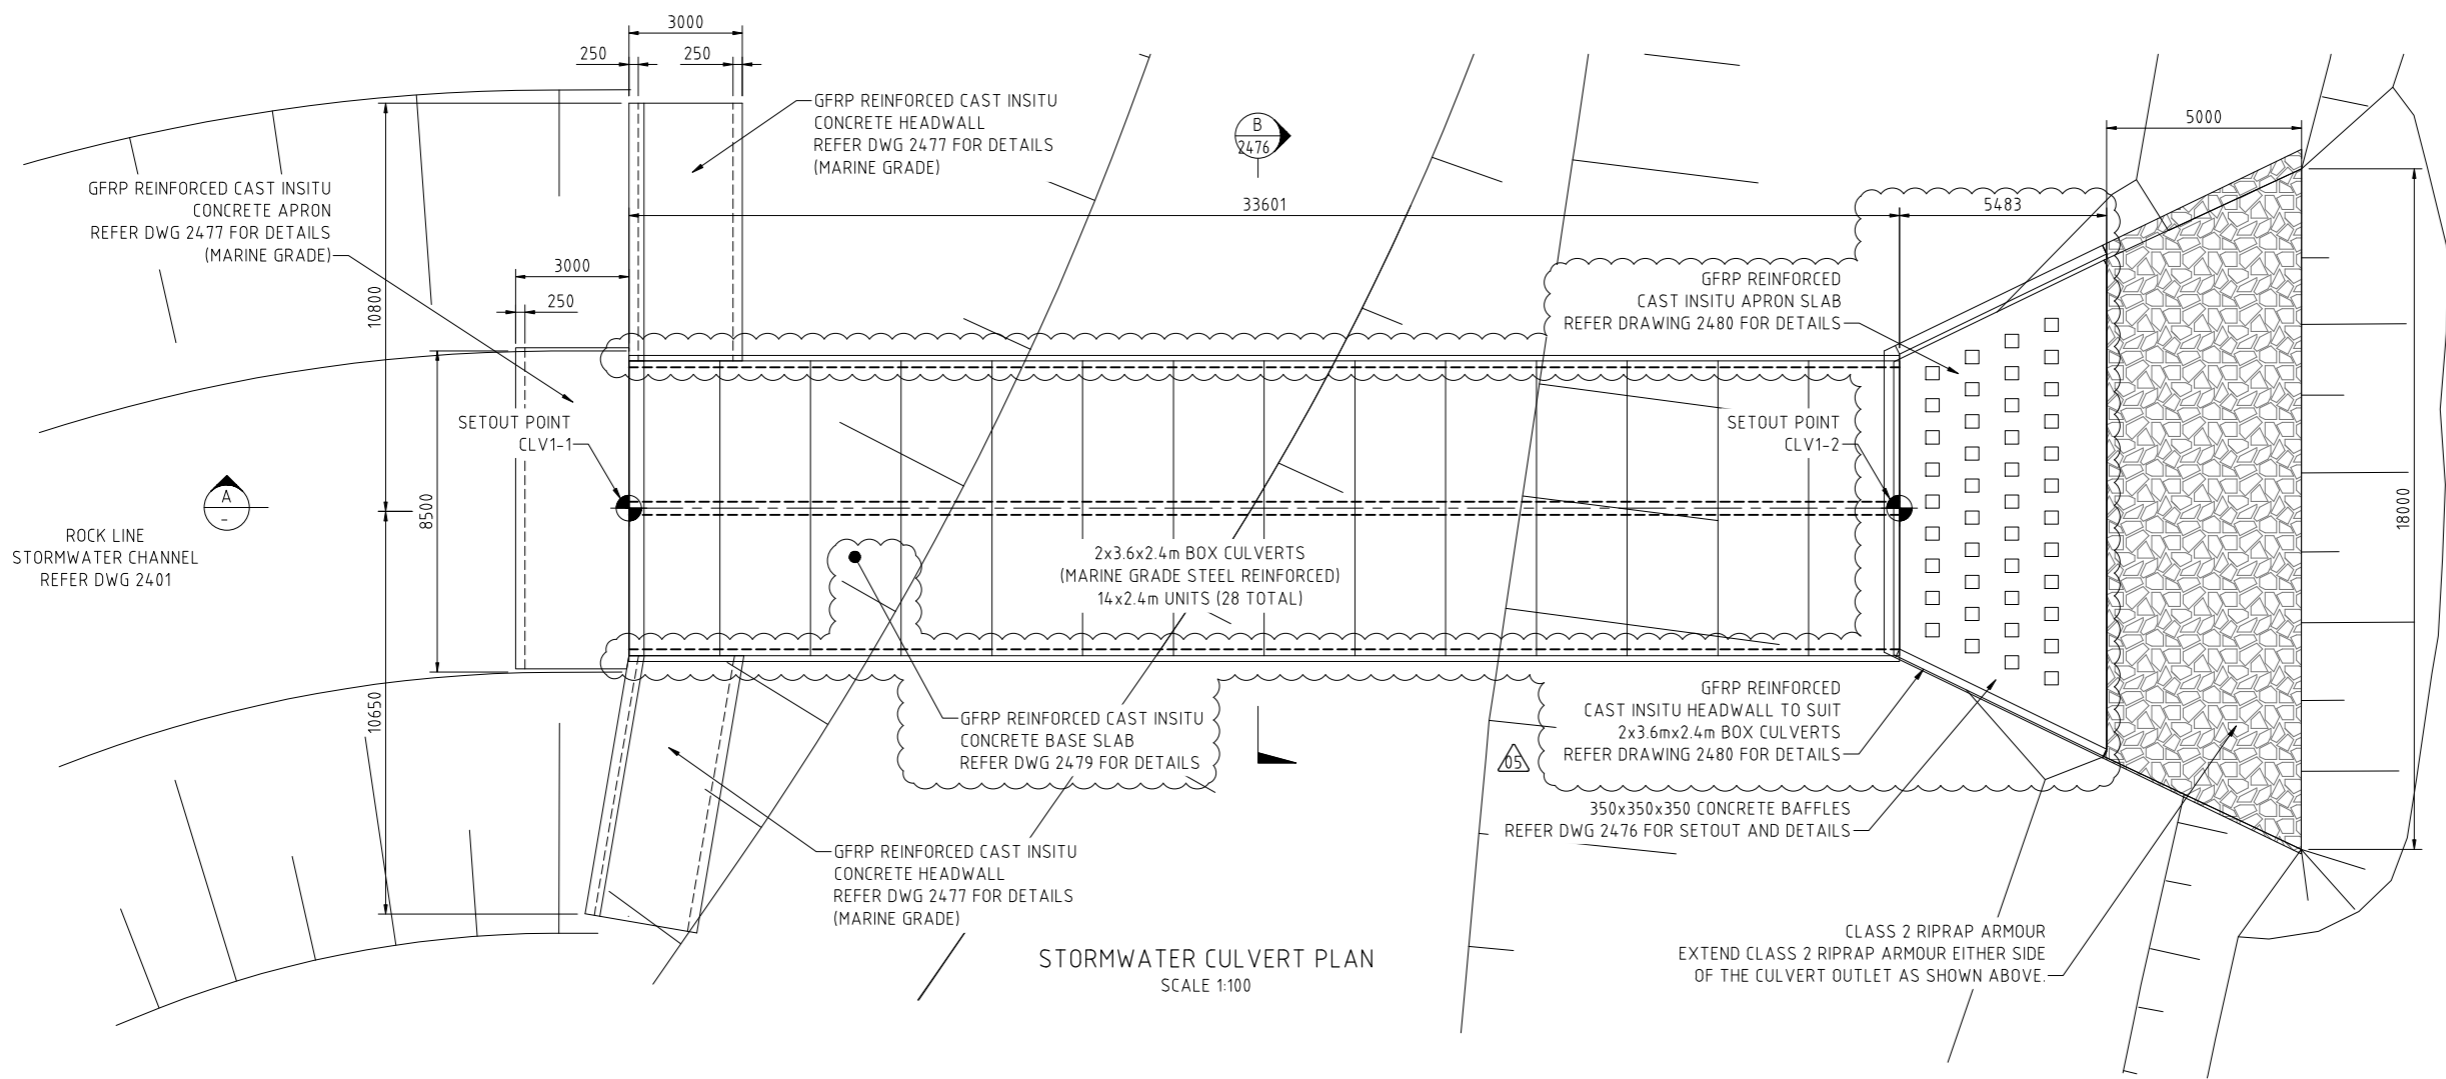 3000
250
250
GFRP REINFORCED CAST INSITU
CONCRETE HEADWALL
REFER DWG 2477 FOR DETAILS
(MARINE GRADE)
B
2476
5000
GFRP REINFORCED CAST INSITU
CONCRETE APRON
REFER DWG 2477 FOR DETAILS
(MARINE GRADE)
33601
5483
3000
250
10800
GFRP REINFORCED
CAST INSITU APRON SLAB
REFER DRAWING 2480 FOR DETAILS
SETOUT POINT
CLV1-1
SETOUT POINT
CLV1-2
A
-
8500
18000
ROCK LINE
STORMWATER CHANNEL
REFER DWG 2401
2x3.6x2.4m BOX CULVERTS
(MARINE GRADE STEEL REINFORCED)
14x2.4m UNITS (28 TOTAL)
10650
GFRP REINFORCED CAST INSITU
CONCRETE BASE SLAB
REFER DWG 2479 FOR DETAILS
05
GFRP REINFORCED
CAST INSITU HEADWALL TO SUIT
2x3.6mx2.4m BOX CULVERTS
REFER DRAWING 2480 FOR DETAILS
350x350x350 CONCRETE BAFFLES
REFER DWG 2476 FOR SETOUT AND DETAILS
GFRP REINFORCED CAST INSITU
CONCRETE HEADWALL
REFER DWG 2477 FOR DETAILS
(MARINE GRADE)
CLASS 2 RIPRAP ARMOUR
EXTEND CLASS 2 RIPRAP ARMOUR EITHER SIDE
OF THE CULVERT OUTLET AS SHOWN ABOVE.
STORMWATER CULVERT PLAN
SCALE 1:100